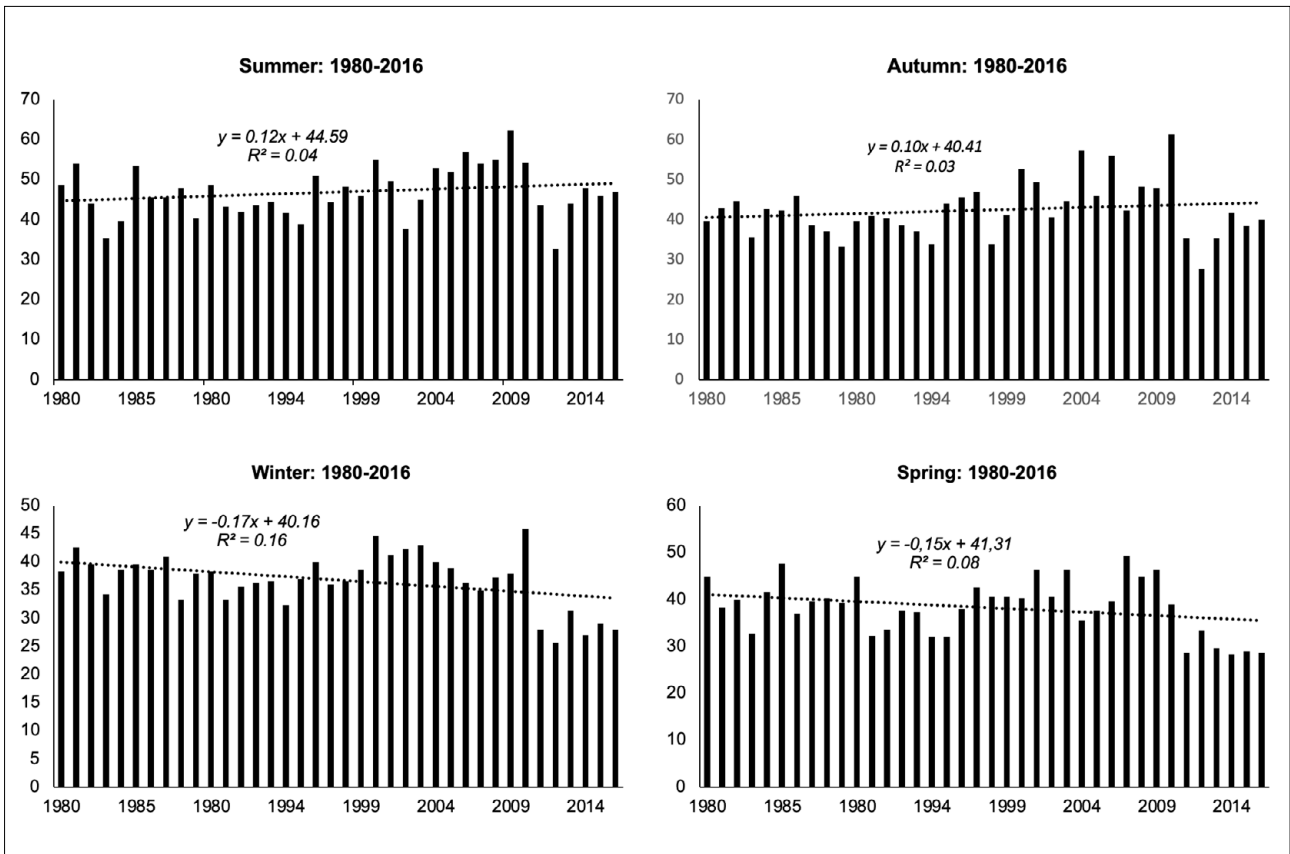 Summer: 1980-2016
70
60
50
40
30
20
10
0
y = 0.12x + 44.59
R² = 0.04
1980 1985 1980 1994 1999 2004 2009 2014
Autumn: 1980-2016
70
60
50
40
30
20
10
0
y = 0.10x + 40.41
R² = 0.03
1980 1985 1980 1994 1999 2004 2009 2014
Winter: 1980-2016
50
45
40
35
30
25
20
15
10
5
0
y = -0.17x + 40.16
R² = 0.16
1980 1985 1980 1994 1999 2004 2009 2014
Spring: 1980-2016
60
50
40
30
20
10
0
y = -0,15x + 41,31
R² = 0.08
1980 1985 1980 1994 1999 2004 2009 2014